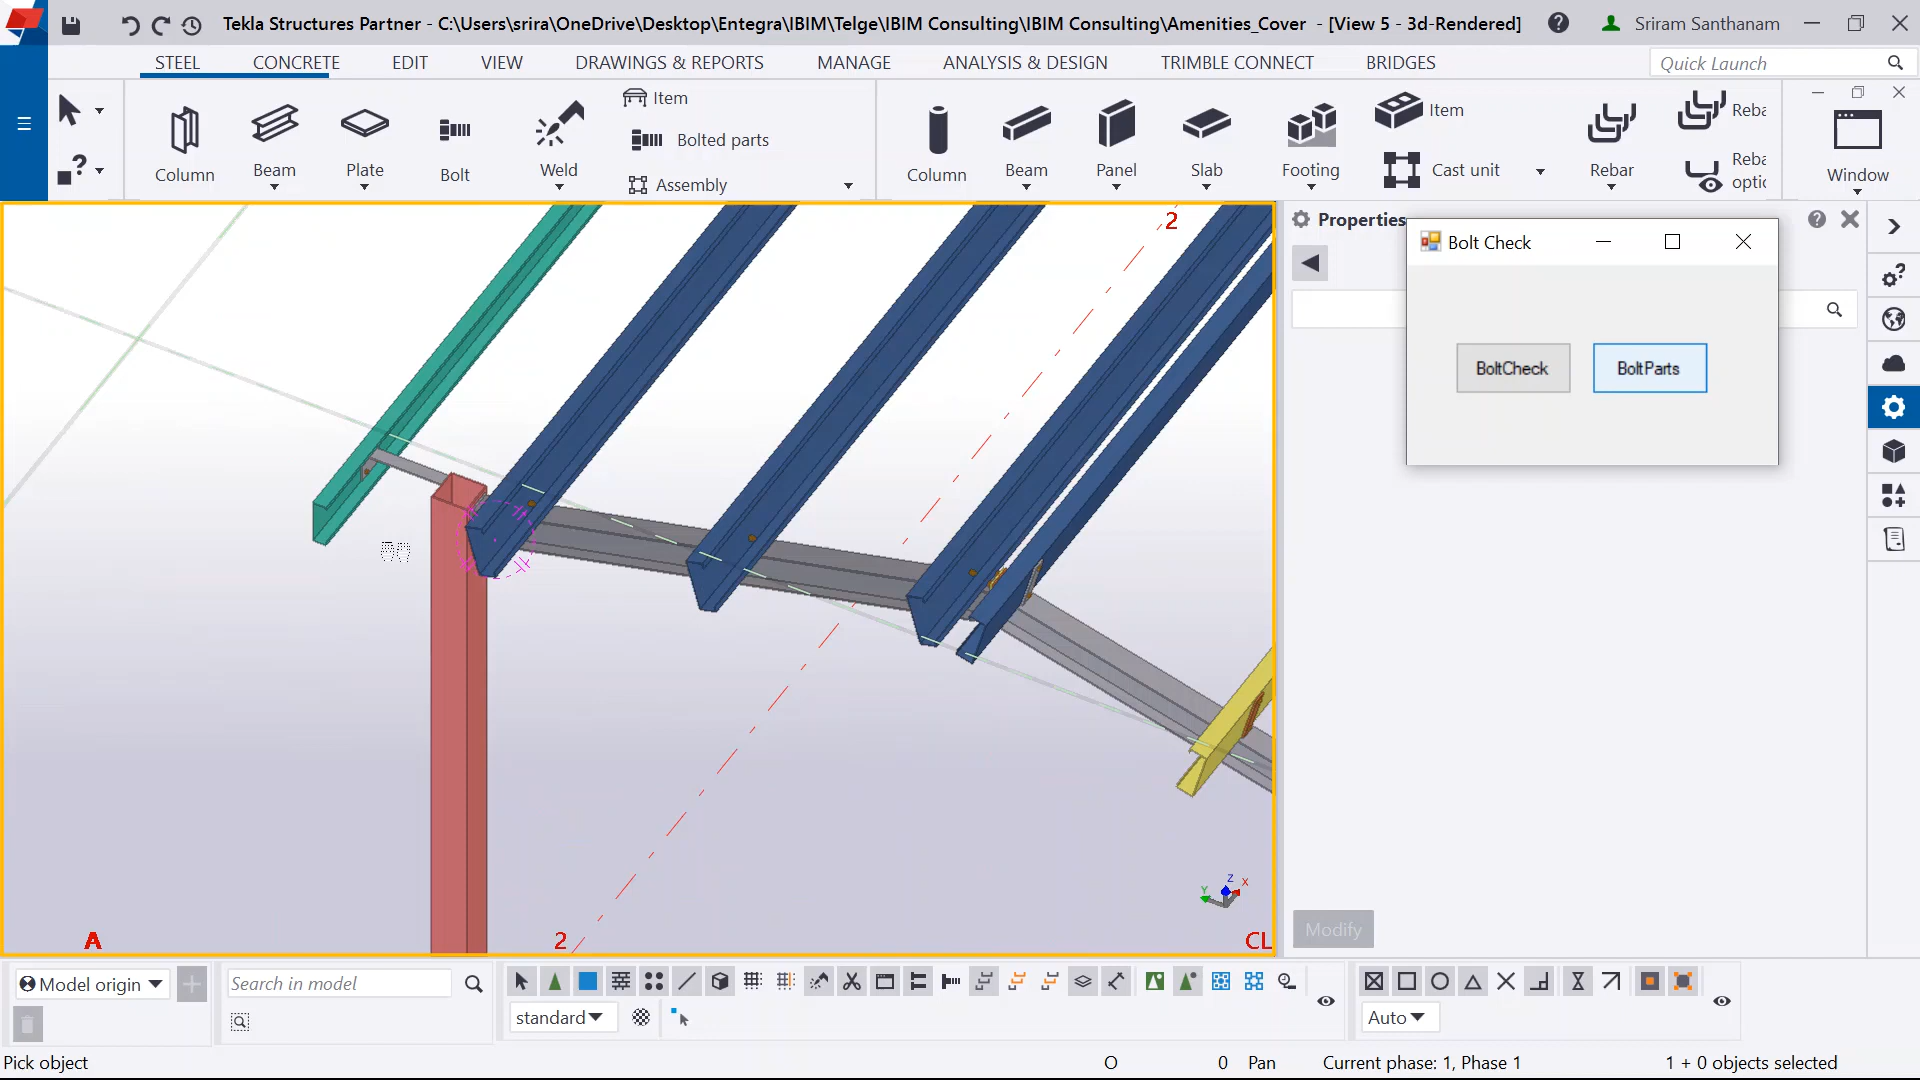 Tekla Structures Partner - C:\Users\srira\OneDrive\Desktop\Entegra\IBIM\Telge\IBIM Consulting\IBIM Consulting\Amenities_Cover - [View 5 - 3d-Rendered]
Sriram Santhanam
STEEL CONCRETE EDIT VIEW DRAWINGS & REPORTS MANAGE ANALYSIS & DESIGN TRIMBLE CONNECT BRIDGES
Quick Launch
Column
Beam
Plate
Bolt
Weld
Item
Bolted parts
Assembly
Column
Beam
Panel
Slab
Footing
Item
Cast unit
Rebar
Reba
Reba
optic
Window
Properties
Bolt Check
BoltCheck
BoltParts
2
A
2
CL
Z
X
Y
Modify
Model origin
Search in model
standard
Auto
Pick object
O 0 Pan Current phase: 1, Phase 1 1 + 0 objects selected